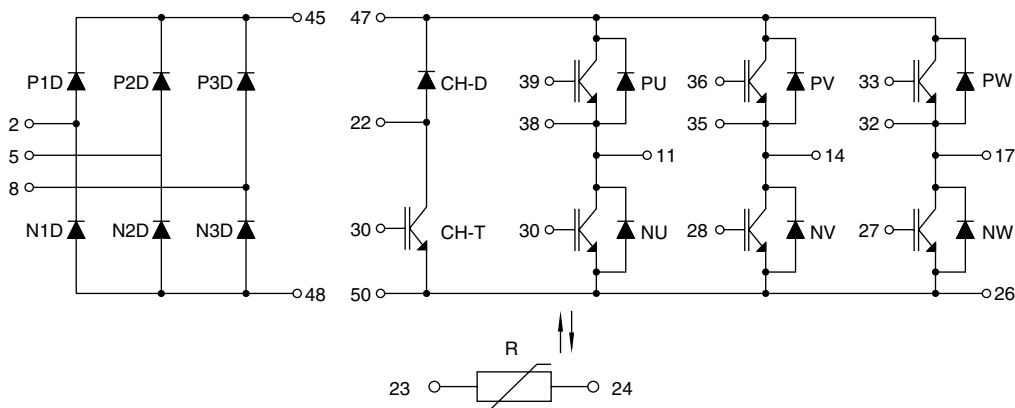 45 47
P1D P2D P3D CH-D 39 PU 36 PV 33 PW
2 22 38 35 32
5 11 14 17
8
N1D N2D N3D 30 CH-T 30 NU 28 NV 27 NW
48 50 26
R
23 24